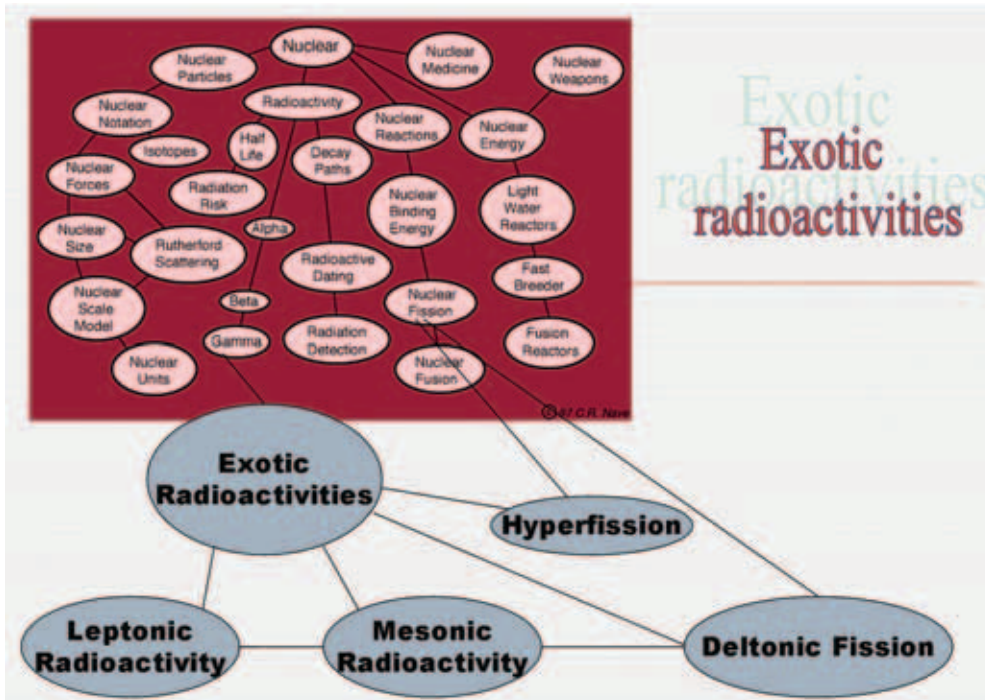 Nuclear
Nuclear
Particles
Nuclear
Medicine
Nuclear
Weapons
Nuclear
Notation
Radioactivity
Isotopes
Half
Life
Decay
Paths
Nuclear
Reactions
Nuclear
Energy
Nuclear
Forces
Radiation
Risk
Nuclear
Binding
Energy
Light
Water
Reactors
Nuclear
Size
Rutherford
Scattering
Alpha
Radioactive
Dating
Fast
Breeder
Nuclear
Scale
Model
Beta
Gamma
Radiation
Detection
Nuclear
Fission
Fusion
Reactors
Nuclear
Units
Nuclear
Fusion
© 97 C.R. Nave
Exotic
radioactivities
Exotic
radioactivities
Exotic
Radioactivities
Hyperfission
Leptonic
Radioactivity
Mesonic
Radioactivity
Deltonic Fission